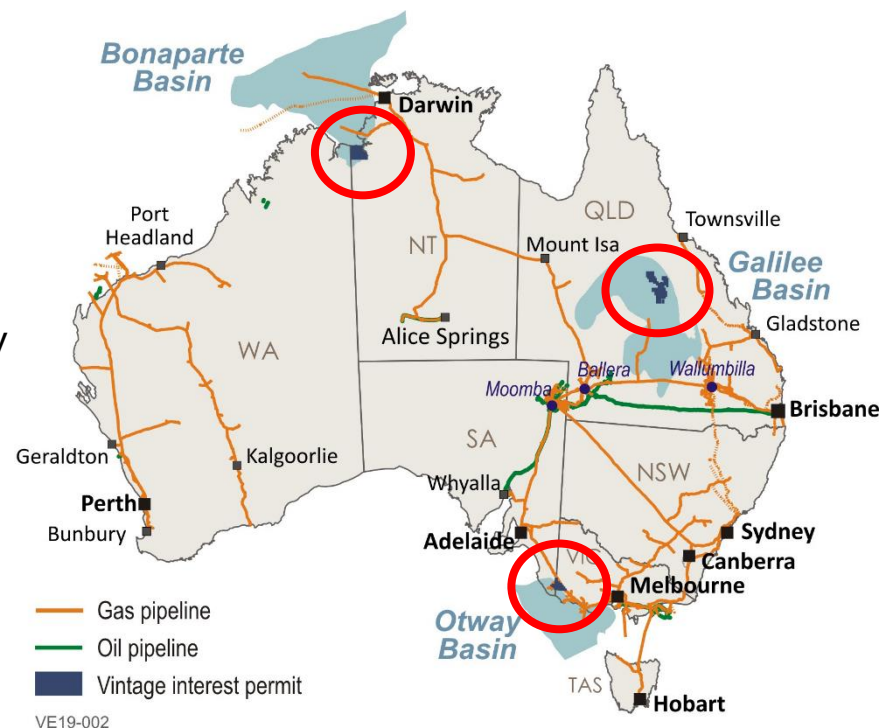 Bonaparte
Basin
Darwin
QLD
Townsville
Port
Headland
NT
Mount Isa
Galilee
Basin
Gladstone
Alice Springs
WA
Ballera
Wallumbilla
Moomba
Brisbane
SA
Geraldton
Kalgoorlie
NSW
Whyalla
Perth
Bunbury
Adelaide
Sydney
VIC
Canberra
Melbourne
Otway
Basin
Gas pipeline
Oil pipeline
Vintage interest permit
TAS
Hobart
VE19-002
y